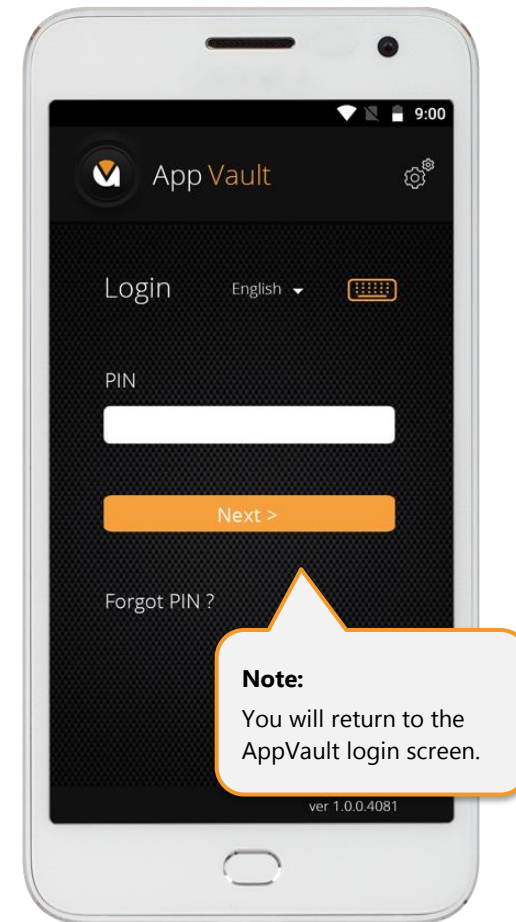 9:00
App Vault
Login
English
PIN
Next >
Forgot PIN ?
Note:
You will return to the
AppVault login screen.
ver 1.0.0.4081